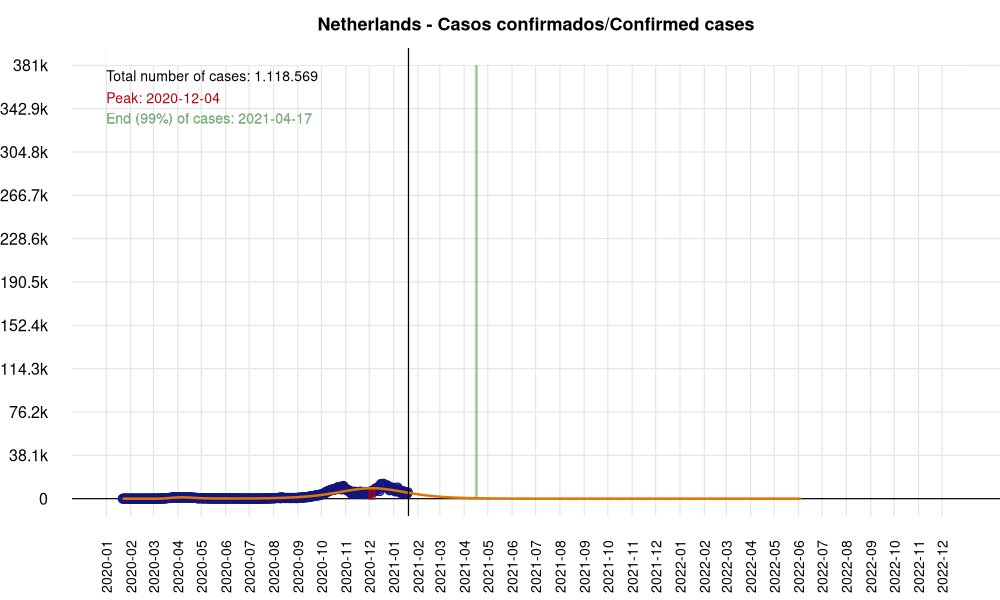 Netherlands - Casos confirmados/Confirmed cases
381k
Total number of cases: 1.118.569
Peak: 2020-12-04
342.9k
End (99%) of cases: 2021-04-17
304.8k
266.7k
228.6k
190.5k
152.4k
114.3k
76.2k
38.1k
0
2020-01
2020-02
2020-03
2020-04
2020-05
2020-06
2020-07
2020-08
2020-09
2020-10
2020-11
2020-12
2021-01
2021-02
2021-03
2021-04
2021-05
2021-06
2021-07
2021-08
2021-09
2021-10
2021-11
2021-12
2022-01
2022-02
2022-03
2022-04
2022-05
2022-06
2022-07
2022-08
2022-09
2022-10
2022-11
2022-12